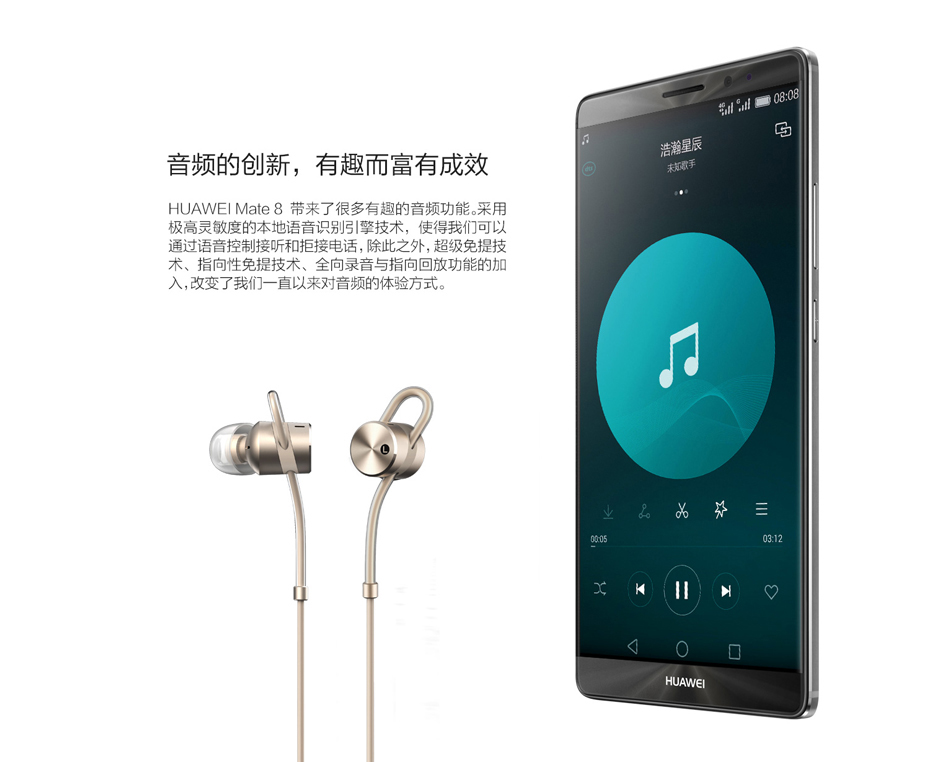 音频的创新，有趣而富有成效
HUAWEI Mate 8 带来了很多有趣的音频功能。采用
极高灵敏度的本地语音识别引擎技术，使得我们可以
通过语音控制接听和拒接电话，除此之外，超级免提技
术、指向性免提技术、全向录音与指向回放功能的加
入，改变了我们一直以来对音频的体验方式。
4G G 08:08
浩瀚星辰
未知歌手
L
00:05 03:12
HUAWEI